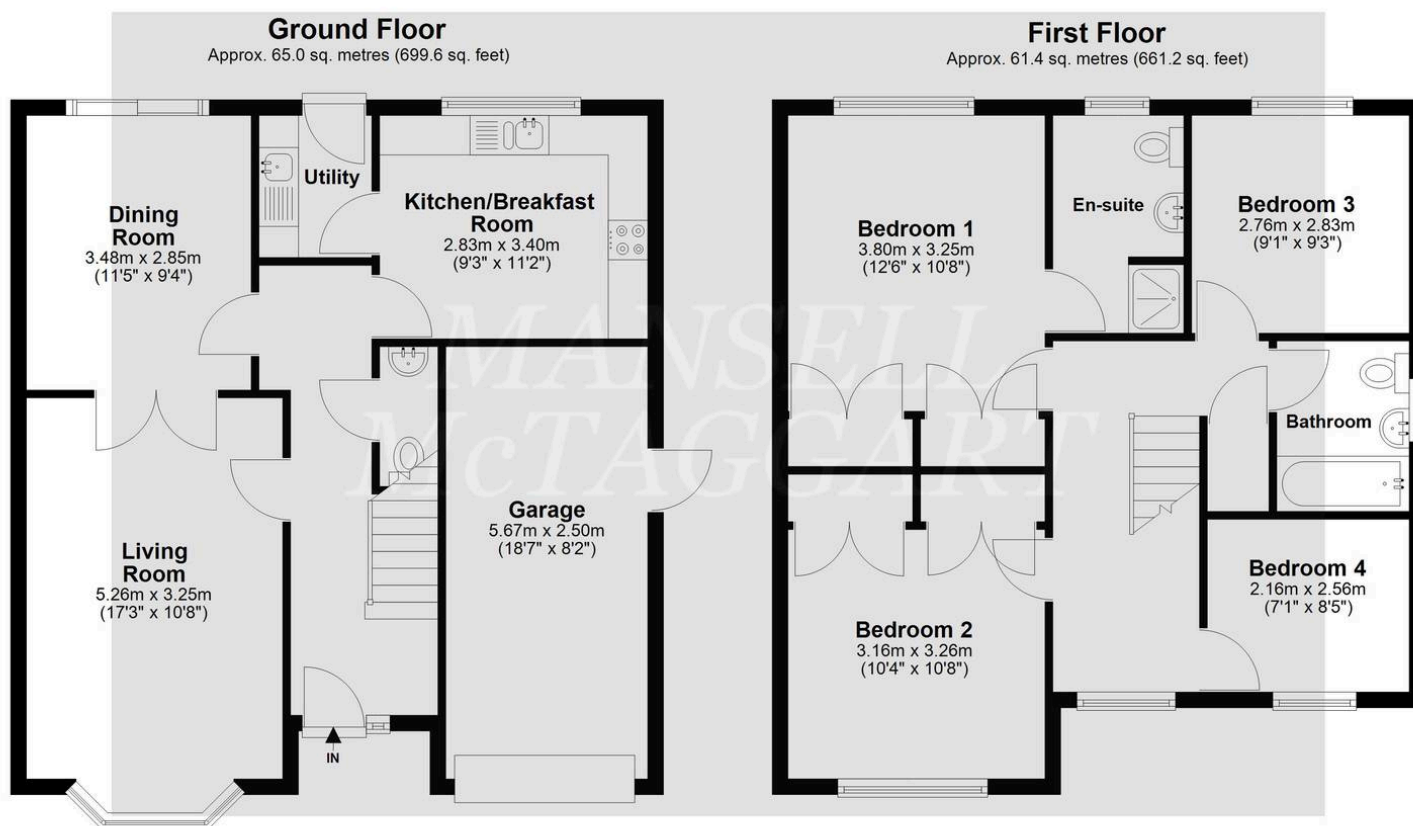 Ground Floor
Approx. 65.0 sq. metres (699.6 sq. feet)
Utility
Kitchen/Breakfast
Room
2.83m x 3.40m
(9'3" x 11'2")
Dining
Room
3.48m x 2.85m
(11'5" x 9'4")
Garage
5.67m x 2.50m
(18'7" x 8'2")
Living
Room
5.26m x 3.25m
(17'3" x 10'8")
IN
First Floor
Approx. 61.4 sq. metres (661.2 sq. feet)
Bedroom 1
3.80m x 3.25m
(12'6" x 10'8")
En-suite
Bedroom 3
2.76m x 2.83m
(9'1" x 9'3")
Bathroom
Bedroom 4
2.16m x 2.56m
(7'1" x 8'5")
Bedroom 2
3.16m x 3.26m
(10'4" x 10'8")
MANSELL
McTAGGART